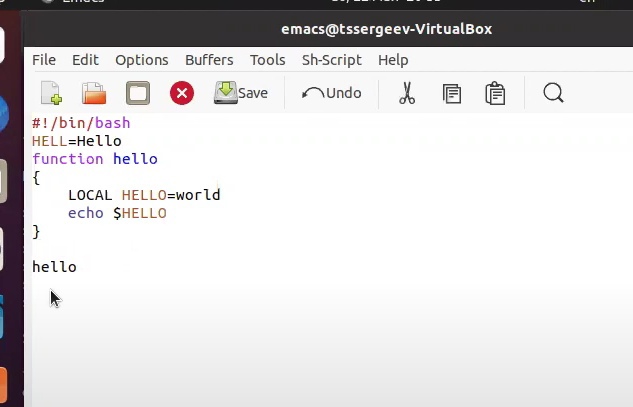 emacs@tssergeev-VirtualBox
File Edit Options Buffers Tools Sh-Script Help
Save Undo
#!/bin/bash
HELL=Hello
function hello
{
    LOCAL HELLO=world
    echo $HELLO
}
hello